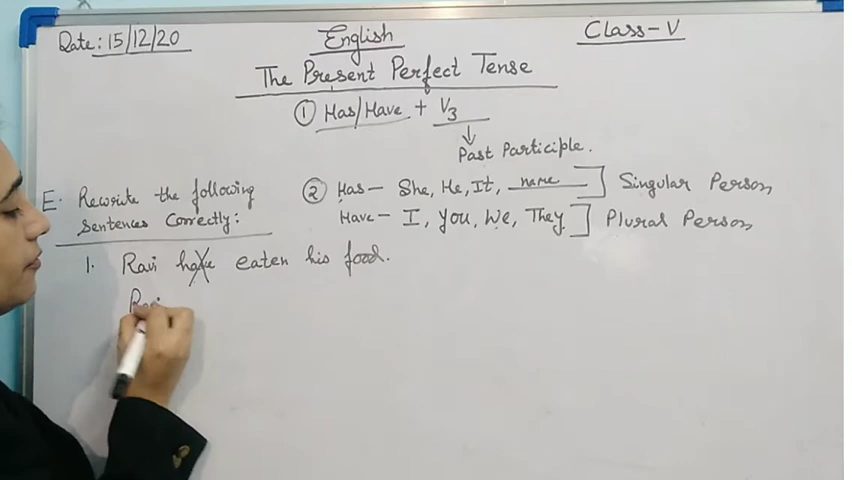 Date: 15/12/20
English
Class-V
The Present Perfect Tense
① Has/Have + V3
↓
Past Participle.
E. Rewrite the following
Sentences Correctly:
② Has- She, He, It, name ] Singular Person
Have- I, You, We, They ] Plural Person
1. Ravi have eaten his food.
Ravi